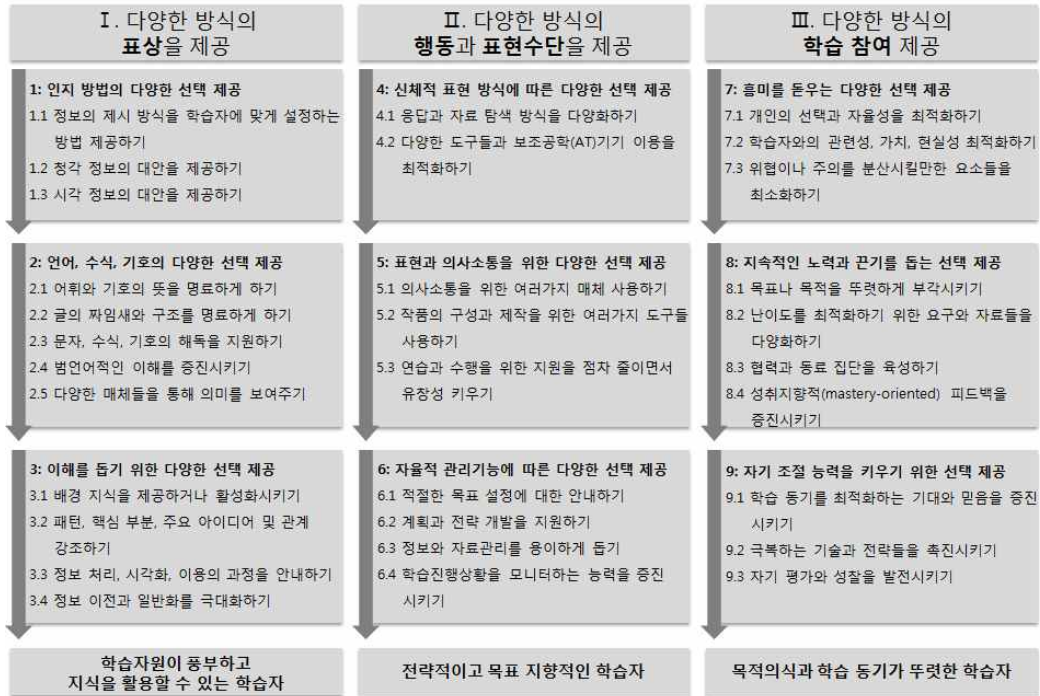 Ⅰ. 다양한 방식의
표상을 제공
1: 인지 방법의 다양한 선택 제공
1.1 정보의 제시 방식을 학습자에 맞게 설정하는
방법 제공하기
1.2 청각 정보의 대안을 제공하기
1.3 시각 정보의 대안을 제공하기
2: 언어, 수식, 기호의 다양한 선택 제공
2.1 어휘와 기호의 뜻을 명료하게 하기
2.2 글의 짜임새와 구조를 명료하게 하기
2.3 문자, 수식, 기호의 해독을 지원하기
2.4 범언어적인 이해를 증진시키기
2.5 다양한 매체들을 통해 의미를 보여주기
3: 이해를 돕기 위한 다양한 선택 제공
3.1 배경 지식을 제공하거나 활성화시키기
3.2 패턴, 핵심 부분, 주요 아이디어 및 관계
강조하기
3.3 정보 처리, 시각화, 이용의 과정을 안내하기
3.4 정보 이전과 일반화를 극대화하기
학습자원이 풍부하고
지식을 활용할 수 있는 학습자
Ⅱ. 다양한 방식의
행동과 표현수단을 제공
4: 신체적 표현 방식에 따른 다양한 선택 제공
4.1 응답과 자료 탐색 방식을 다양화하기
4.2 다양한 도구들과 보조공학(AT)기기 이용을
최적화하기
5: 표현과 의사소통을 위한 다양한 선택 제공
5.1 의사소통을 위한 여러가지 매체 사용하기
5.2 작품의 구성과 제작을 위한 여러가지 도구들
사용하기
5.3 연습과 수행을 위한 지원을 점차 줄이면서
유창성 키우기
6: 자율적 관리기능에 따른 다양한 선택 제공
6.1 적절한 목표 설정에 대한 안내하기
6.2 계획과 전략 개발을 지원하기
6.3 정보와 자료관리를 용이하게 돕기
6.4 학습진행상황을 모니터하는 능력을 증진
시키기
전략적이고 목표 지향적인 학습자
Ⅲ. 다양한 방식의
학습 참여 제공
7: 흥미를 돋우는 다양한 선택 제공
7.1 개인의 선택과 자율성을 최적화하기
7.2 학습자와의 관련성, 가치, 현실성 최적화하기
7.3 위협이나 주의를 분산시킬만한 요소들을
최소화하기
8: 지속적인 노력과 끈기를 돕는 선택 제공
8.1 목표나 목적을 뚜렷하게 부각시키기
8.2 난이도를 최적화하기 위한 요구와 자료들을
다양화하기
8.3 협력과 동료 집단을 육성하기
8.4 성취지향적(mastery-oriented) 피드백을
증진시키기
9: 자기 조절 능력을 키우기 위한 선택 제공
9.1 학습 동기를 최적화하는 기대와 믿음을 증진
시키기
9.2 극복하는 기술과 전략들을 촉진시키기
9.3 자기 평가와 성찰을 발전시키기
목적의식과 학습 동기가 뚜렷한 학습자